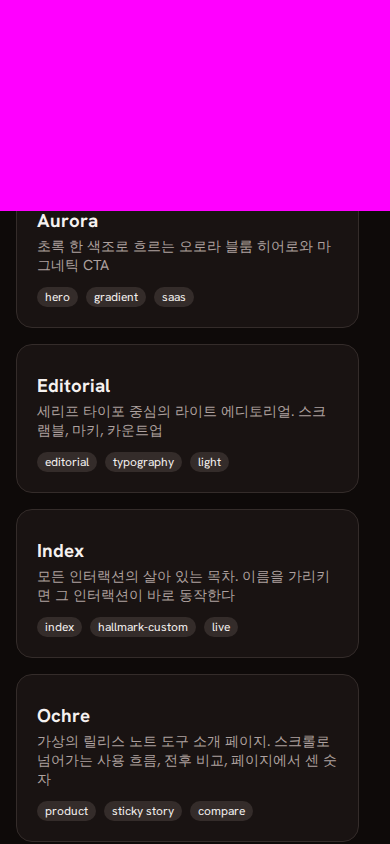 Aurora
초록 한 색조로 흐르는 오로라 블룸 히어로와 마
그네틱 CTA
hero gradient saas
Editorial
세리프 타이포 중심의 라이트 에디토리얼. 스크
램블, 마키, 카운트업
editorial typography light
Index
모든 인터랙션의 살아 있는 목차. 이름을 가리키
면 그 인터랙션이 바로 동작한다
index hallmark-custom live
Ochre
가상의 릴리스 노트 도구 소개 페이지. 스크롤로
넘어가는 사용 흐름, 전후 비교, 페이지에서 센 숫
자
product sticky story compare